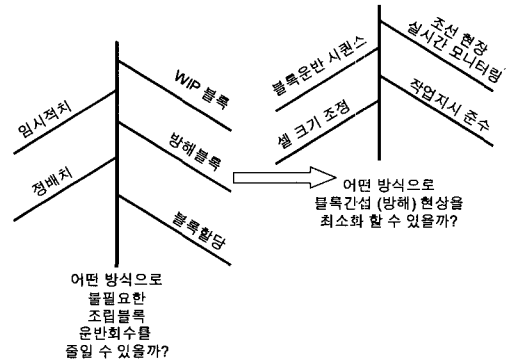 WIP 블록
임시적치
방해블록
정배치
블록할당
어떤 방식으로
불필요한
조립블록
운반회수를
줄일 수 있을까?
조선 현장
실시간 모니터링
블록운반 시퀀스
작업지시 준수
셀 크기 조정
어떤 방식으로
블록간섭 (방해) 현상을
최소화 할 수 있을까?